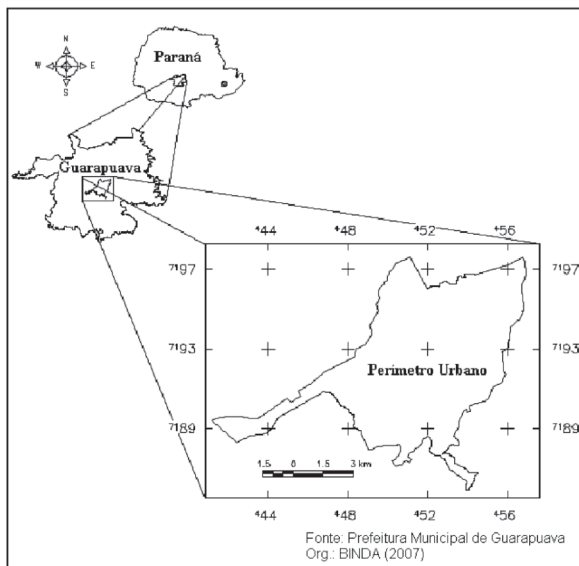 N
W E
S
Paraná
Guarapuava
⁴44 ⁴48 ⁴52 ⁴56
7197 7197
7193 7193
Perímetro Urbano
7189 7189
1.5 0 1.5 3 km
⁴44 ⁴48 ⁴52 ⁴56
Fonte: Prefeitura Municipal de Guarapuava
Org.: BINDA (2007)